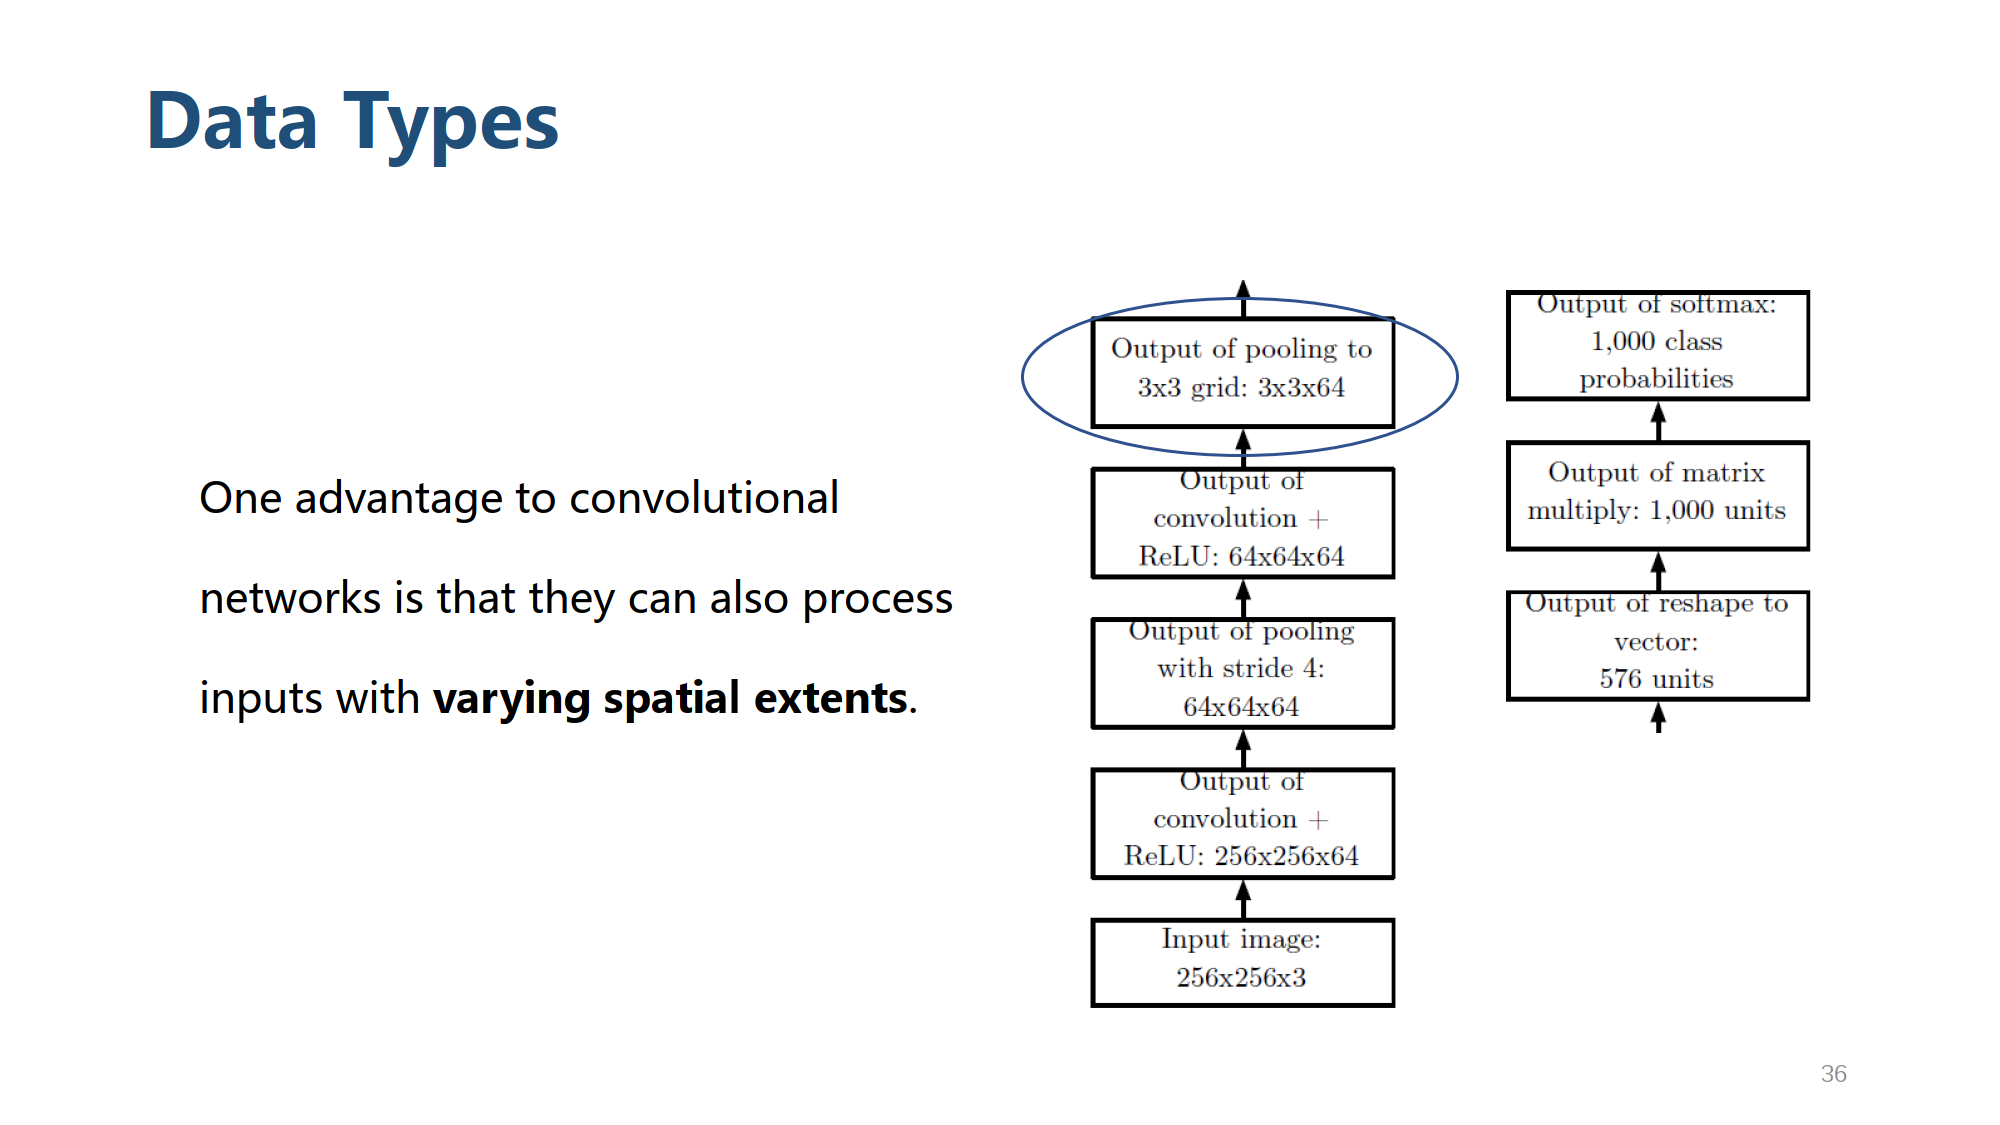 Data Types
One advantage to convolutional
networks is that they can also process
inputs with varying spatial extents.
Output of pooling to
3x3 grid: 3x3x64
Output of
convolution +
ReLU: 64x64x64
Output of pooling
with stride 4:
64x64x64
Output of
convolution +
ReLU: 256x256x64
Input image:
256x256x3
Output of softmax:
1,000 class
probabilities
Output of matrix
multiply: 1,000 units
Output of reshape to
vector:
576 units
36